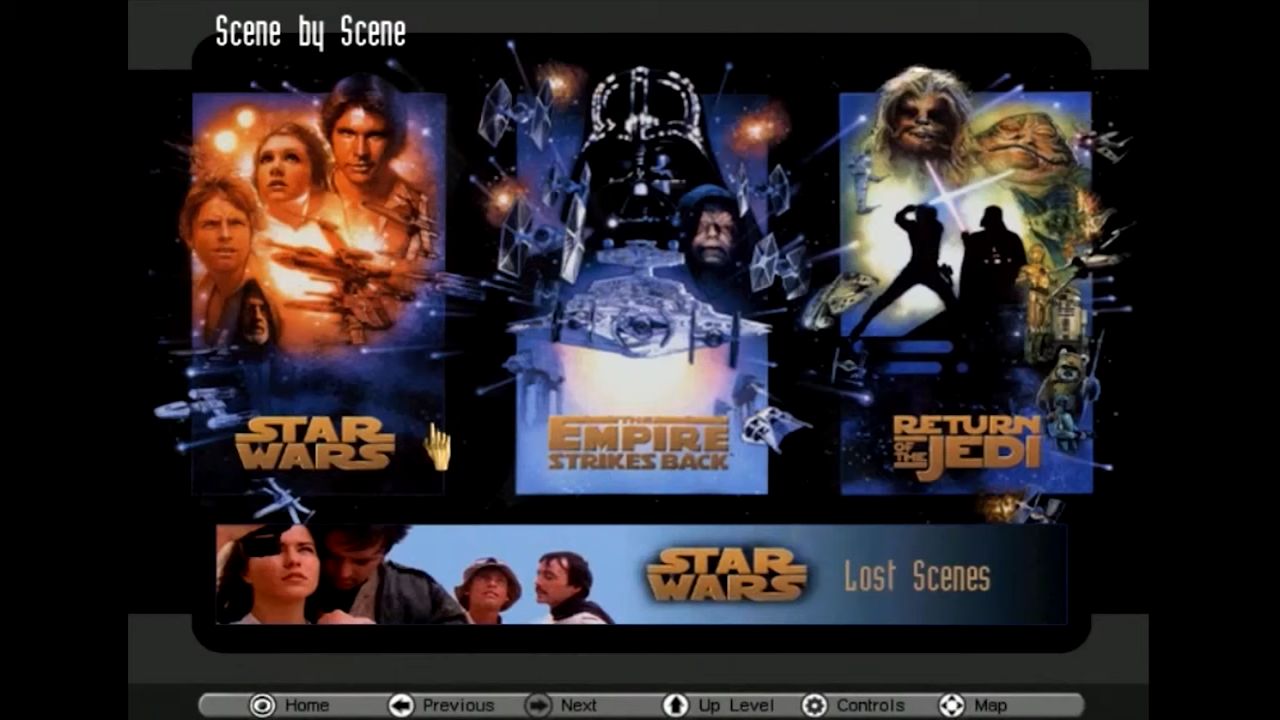 Scene by Scene
STAR
WARS
THE
EMPIRE
STRIKES BACK
RETURN
OF
THE
JEDI
STAR
WARS
Lost Scenes
Home
Previous
Next
Up Level
Controls
Map